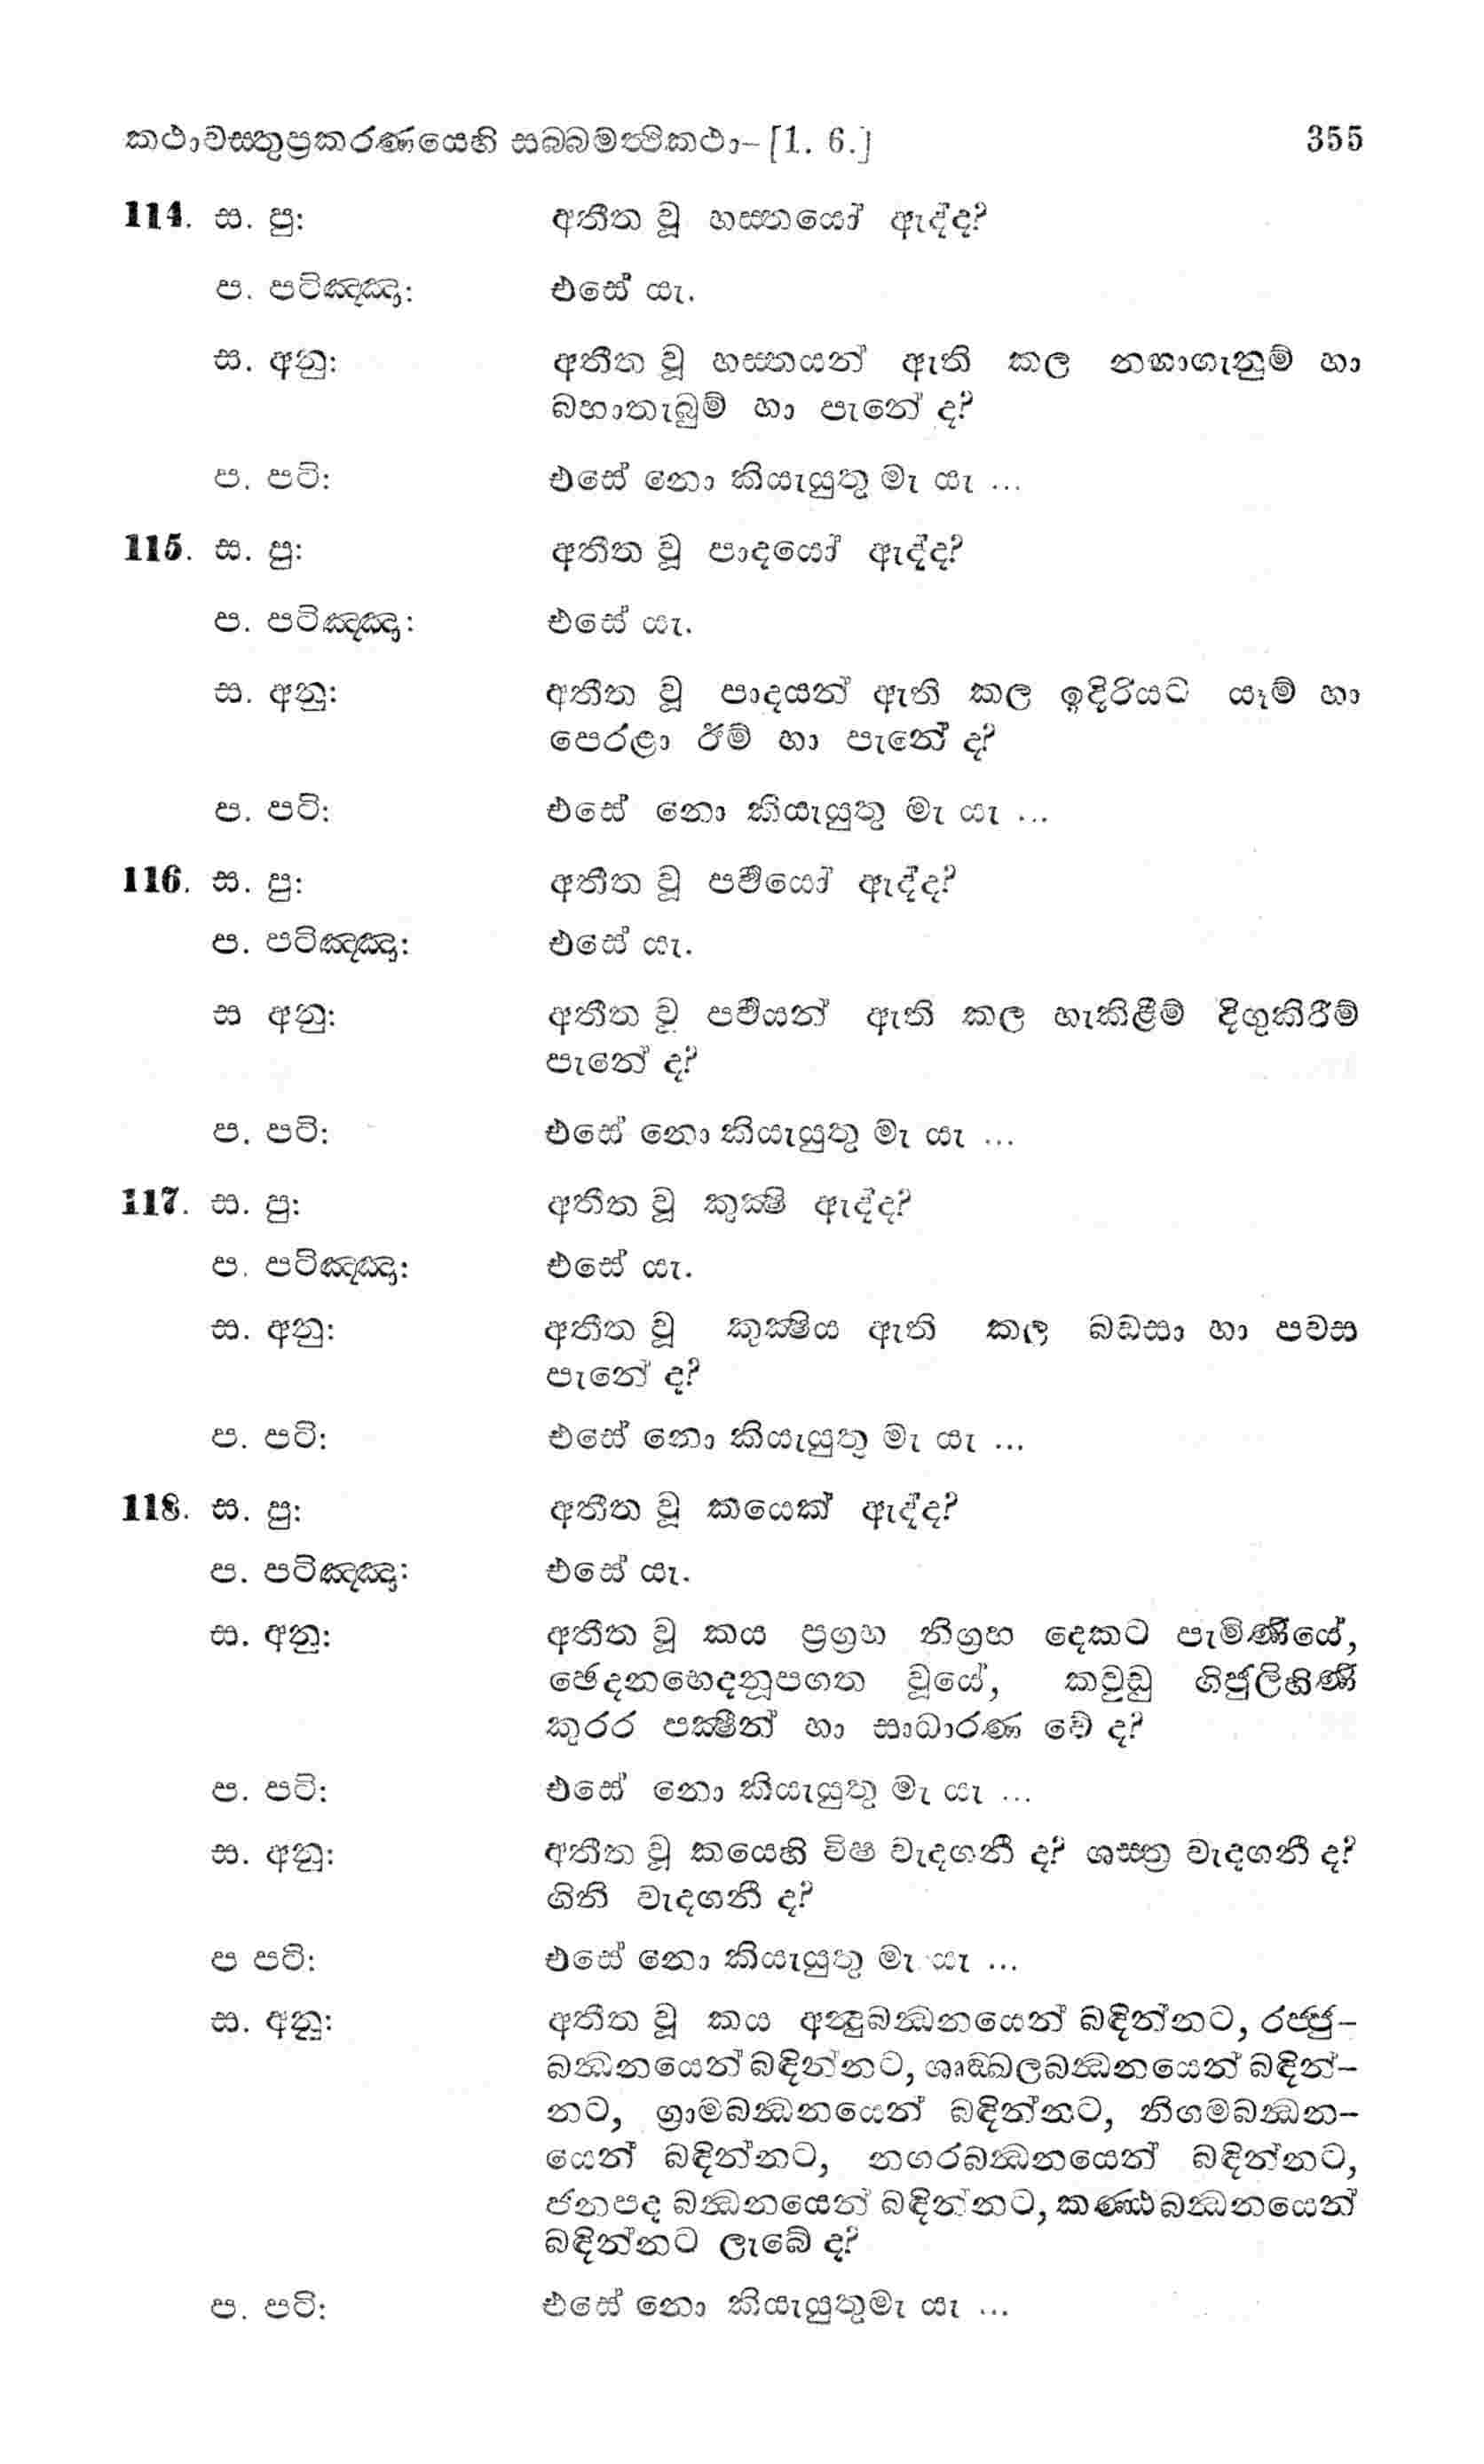 කථාවස්තුප්‍රකරණයෙහි සබ්බමත්ථිකථා– [1. 6.] 355
114. ස. පු: අතීත වූ හස්තයෝ ඇද්ද?
ප. පටිඤ්ඤා: එසේ යැ.
ස. අනු: අතීත වූ හස්තයන් ඇති කල නඟාගැනුම් හා
බහාතැබුම් හා පැනේ ද?
ප. පටි: එසේ නො කියැයුතු මැ යැ ...
115. ස. පු: අතීත වූ පාදයෝ ඇද්ද?
ප. පටිඤ්ඤා: එසේ යැ.
ස. අනු: අතීත වූ පාදයන් ඇති කල ඉදිරියට යෑම් හා
පෙරළා ඊම් හා පැනේ ද?
ප. පටි: එසේ නො කියැයුතු මැ යැ ...
116. ස. පු: අතීත වූ පර්වයෝ ඇද්ද?
ප. පටිඤ්ඤා: එසේ යැ.
ස අනු: අතීත වූ පර්වයන් ඇති කල හැකිළීම් දිගුකිරීම්
පැනේ ද?
ප. පටි: එසේ නො කියැයුතු මැ යැ ...
117. ස. පු: අතීත වූ කුක්ෂි ඇද්ද?
ප. පටිඤ්ඤා: එසේ යැ.
ස. අනු: අතීත වූ කුක්ෂිය ඇති කල බඩසා හා පවස
පැනේ ද?
ප. පටි: එසේ නො කියැයුතු මැ යැ ...
118. ස. පු: අතීත වූ කයෙක් ඇද්ද?
ප. පටිඤ්ඤා: එසේ යැ.
ස. අනු: අතීත වූ කය ප්‍රග්‍රහ නිග්‍රහ දෙකට පැමිණියේ,
ඡෙදනභෙදනූපගත වූයේ, කවුඩු ගිජුලිහිණි
කුරර පක්ෂීන් හා සාධාරණ වේ ද?
ප. පටි: එසේ නො කියැයුතු මැ යැ ...
ස. අනු: අතීත වූ කයෙහි විෂ වැදගනී ද? ශස්ත්‍ර වැදගනී ද?
ගිනි වැදගනී ද?
ප පටි: එසේ නො කියැයුතු මැ යැ ...
ස. අනු: අතීත වූ කය අන්දුබන්ධනයෙන් බඳින්නට, රජ්ජු–
බන්ධනයෙන් බඳින්නට, ශෘඞ්ඛලබන්ධනයෙන් බඳින්–
නට, ග්‍රාමබන්ධනයෙන් බඳින්නට, නිගමබන්ධන–
යෙන් බඳින්නට, නගරබන්ධනයෙන් බඳින්නට,
ජනපද බන්ධනයෙන් බඳින්නට, කණ්ඨබන්ධනයෙන්
බඳින්නට ලැබේ ද?
ප. පටි: එසේ නො කියැයුතුමැ යැ ...